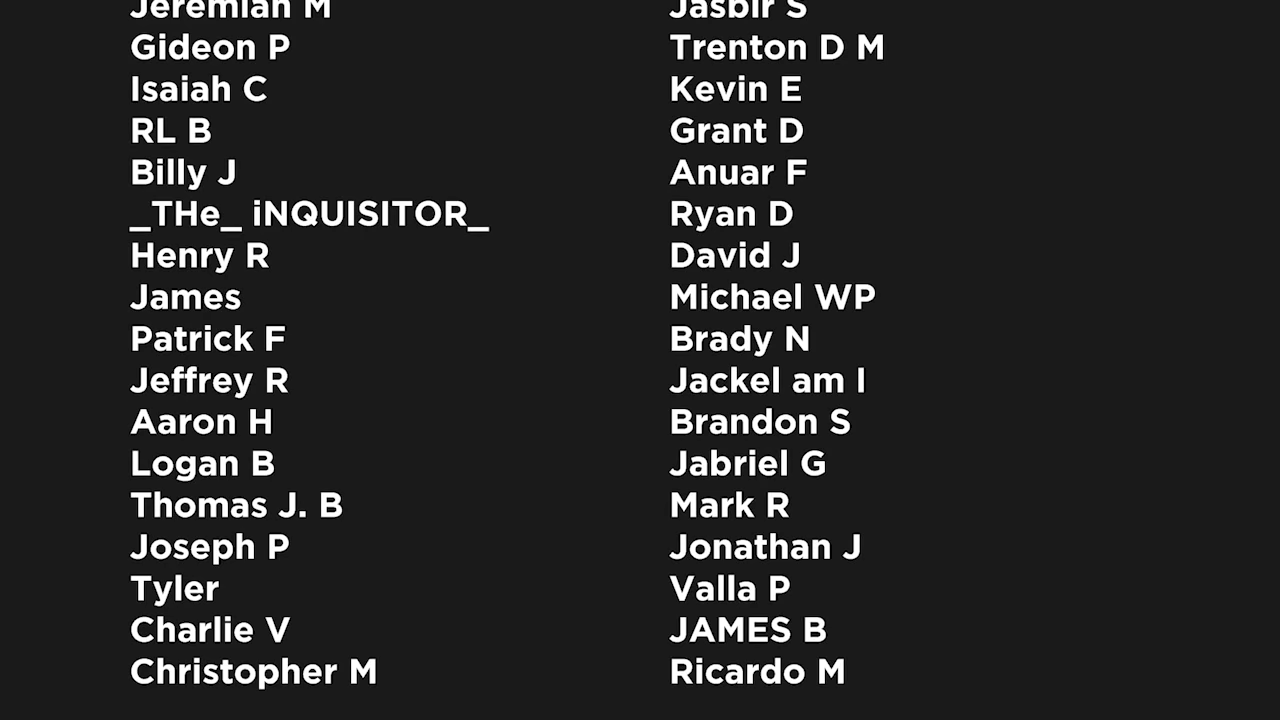 Jeremiah M
Gideon P
Isaiah C
RL B
Billy J
_THe_ iNQUISITOR_
Henry R
James
Patrick F
Jeffrey R
Aaron H
Logan B
Thomas J. B
Joseph P
Tyler
Charlie V
Christopher M
Jasbir S
Trenton D M
Kevin E
Grant D
Anuar F
Ryan D
David J
Michael WP
Brady N
Jackel am I
Brandon S
Jabriel G
Mark R
Jonathan J
Valla P
JAMES B
Ricardo M